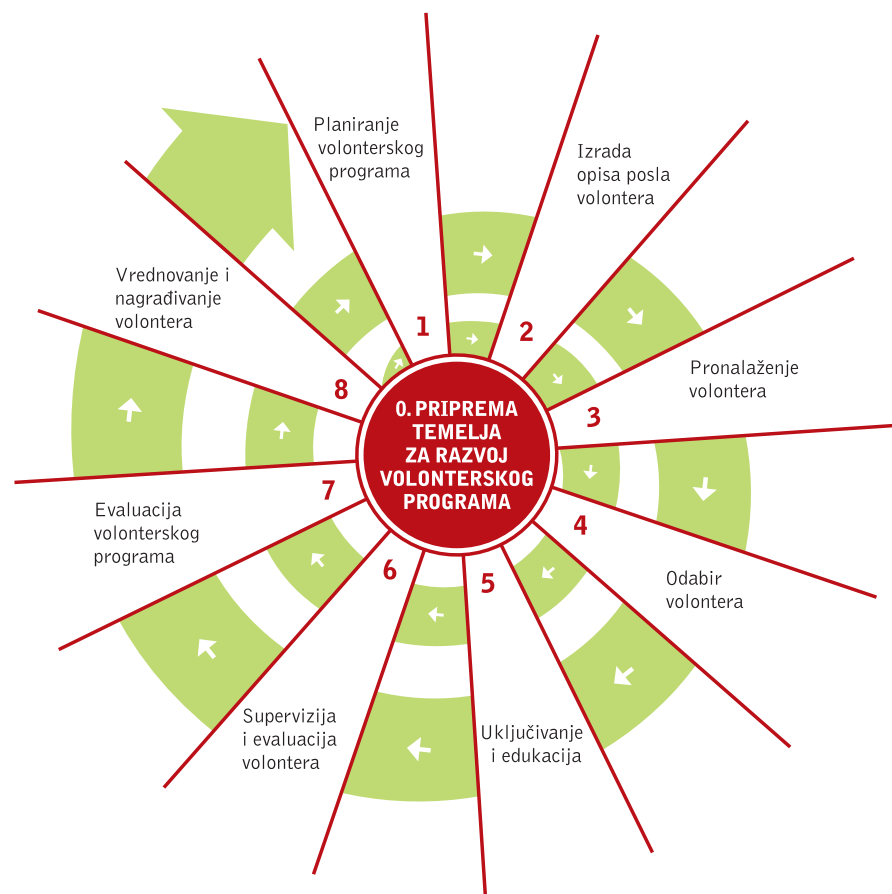 0. PRIPREMA
TEMELJA
ZA RAZVOJ
VOLONTERSKOG
PROGRAMA
1
Planiranje
volonterskog
programa
2
Izrada
opisa posla
volontera
3
Pronalaženje
volontera
4
Odabir
volontera
5
Uključivanje
i edukacija
6
Supervizija
i evaluacija
volontera
7
Evaluacija
volonterskog
programa
8
Vrednovanje i
nagrađivanje
volontera